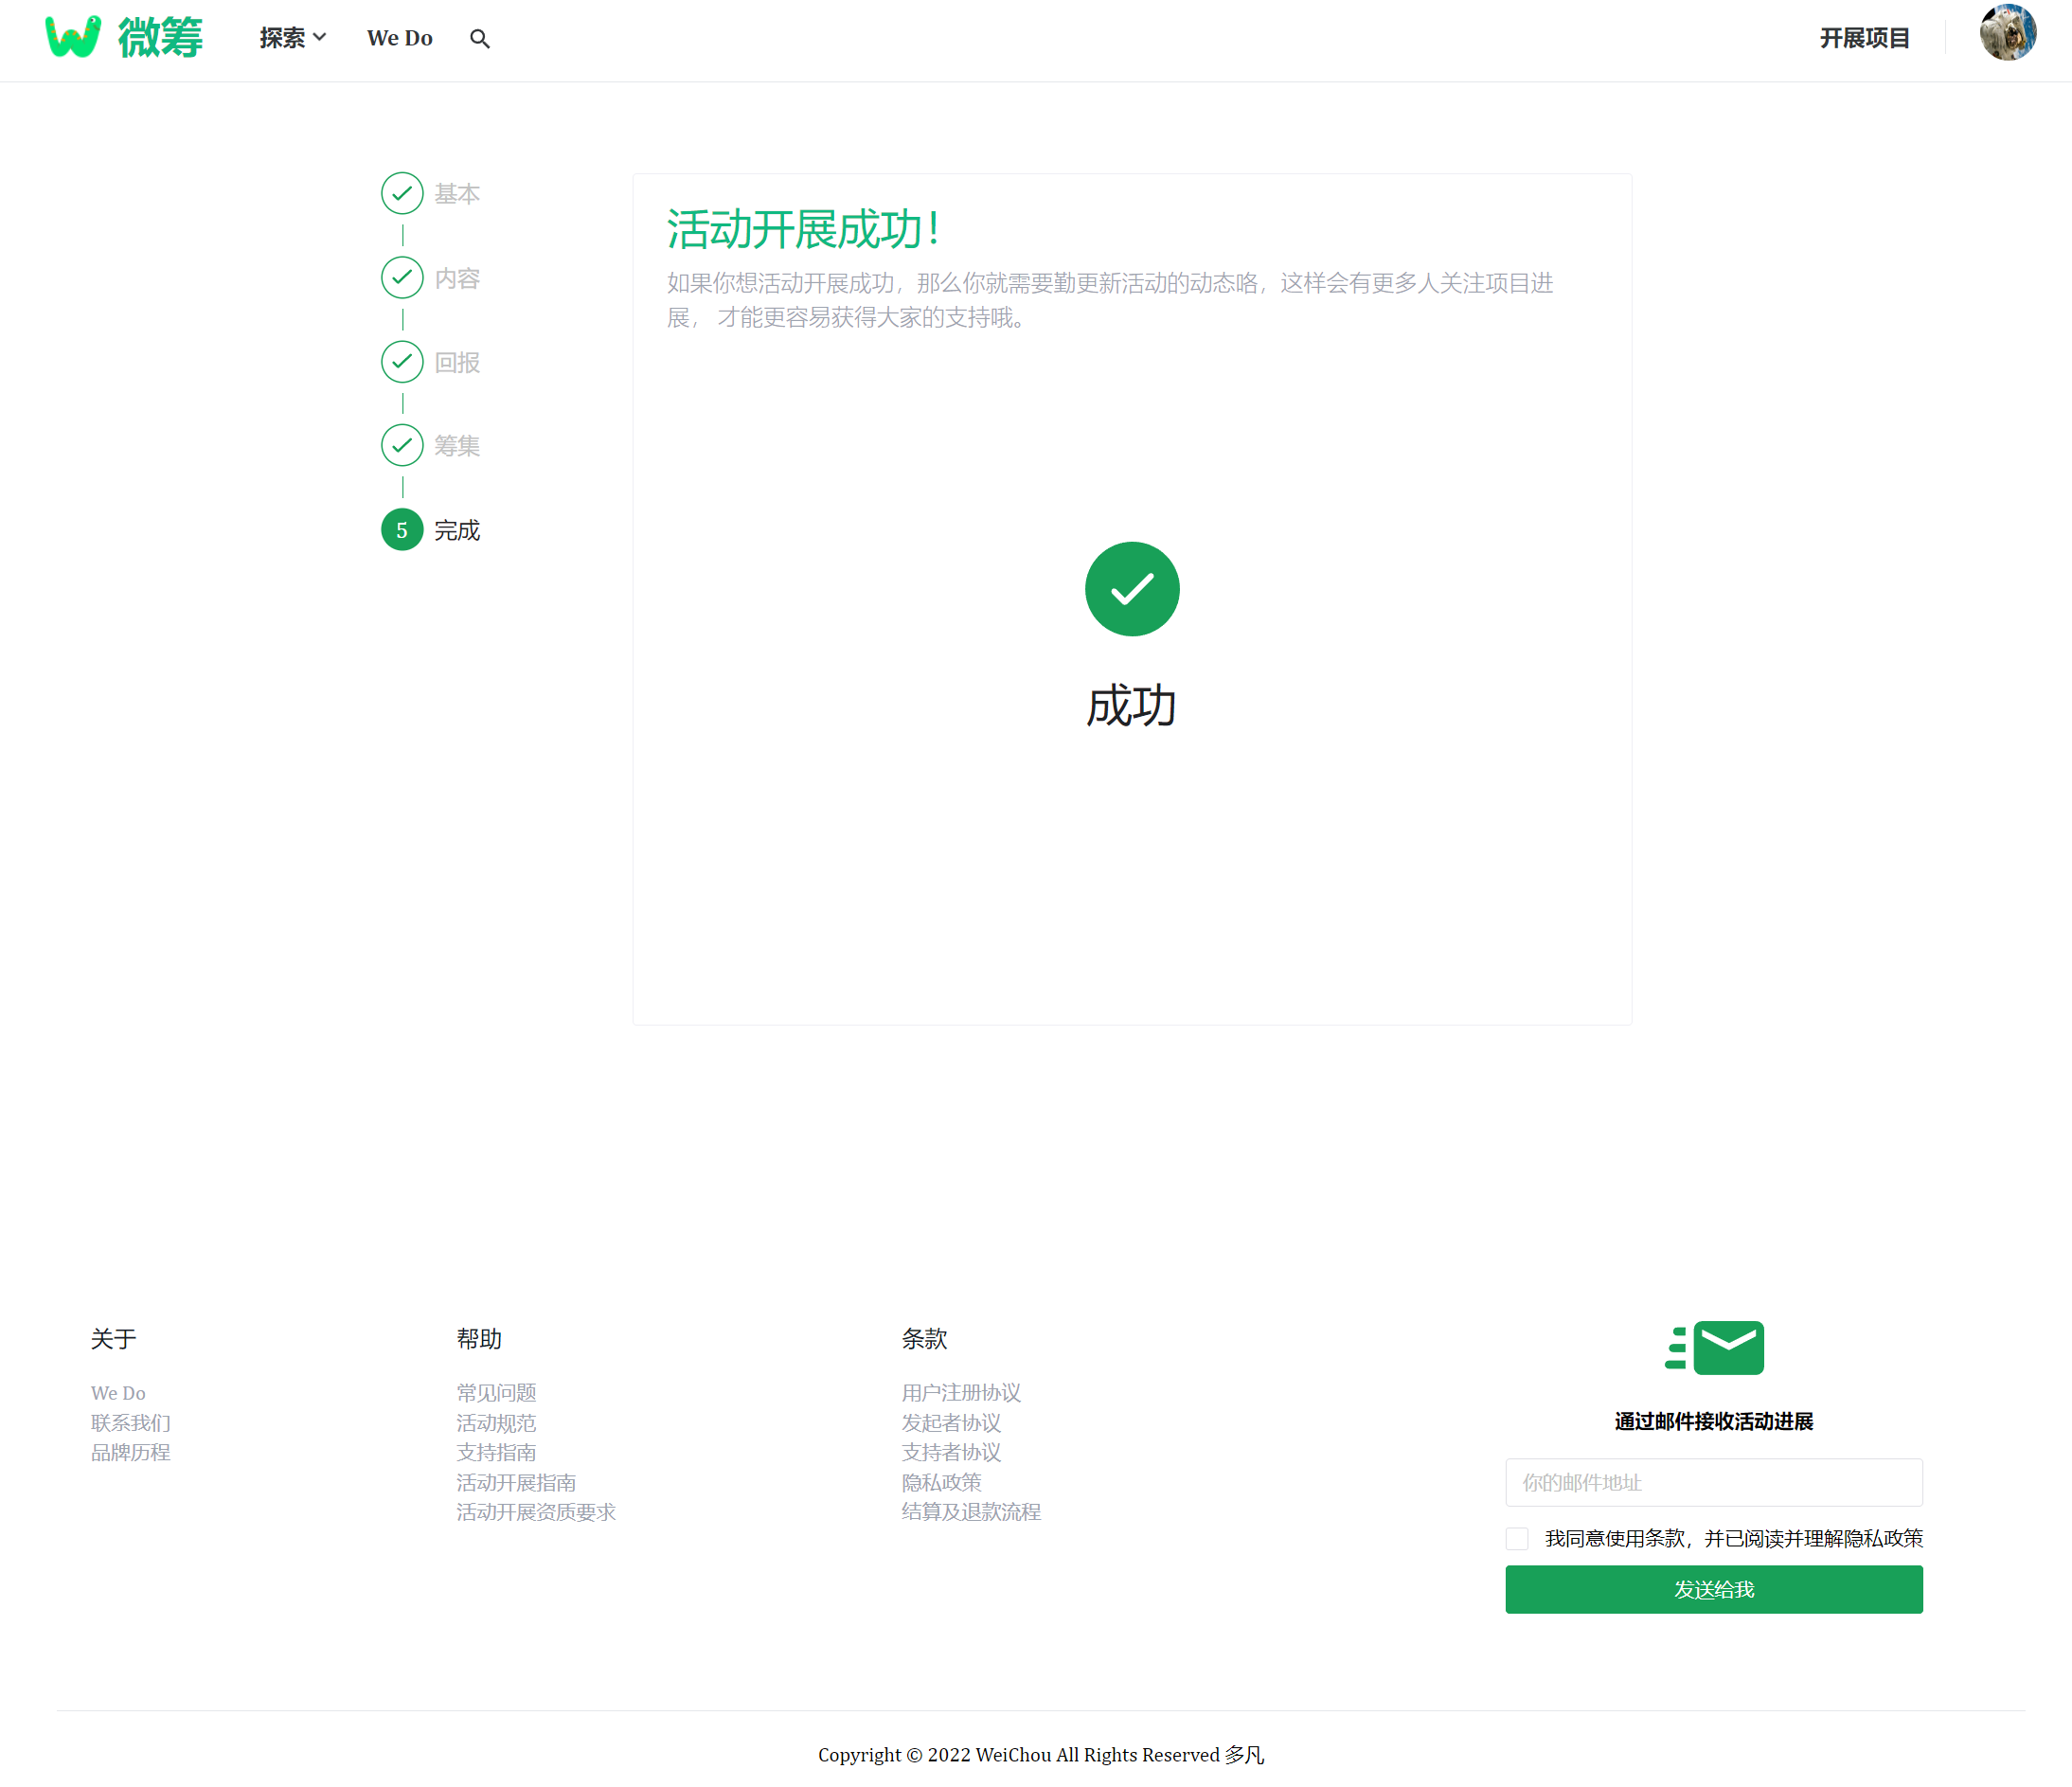 微筹 探索 We Do 开展项目
基本
内容
回报
筹集
5 完成
活动开展成功！
如果你想活动开展成功，那么你就需要勤更新活动的动态咯，这样会有更多人关注项目进
展， 才能更容易获得大家的支持哦。
成功
关于
We Do
联系我们
品牌历程
帮助
常见问题
活动规范
支持指南
活动开展指南
活动开展资质要求
条款
用户注册协议
发起者协议
支持者协议
隐私政策
结算及退款流程
通过邮件接收活动进展
你的邮件地址
我同意使用条款，并已阅读并理解隐私政策
发送给我
Copyright © 2022 WeiChou All Rights Reserved 多凡